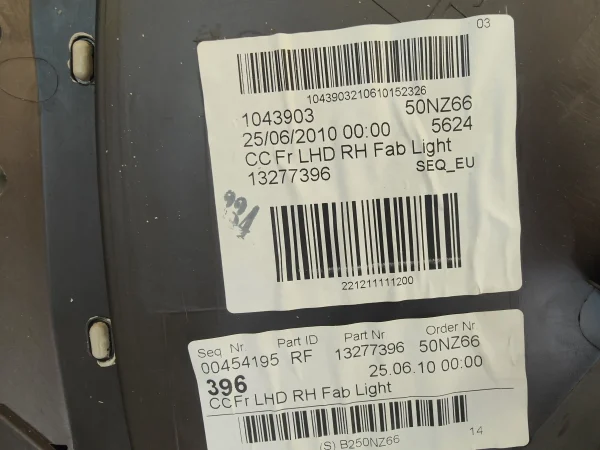 03
1043903210610152326
1043903 50NZ66
25/06/2010 00:00 5624
CC Fr LHD RH Fab Light
13277396 SEQ_EU
991
221211111200
Seq Nr Part ID Part Nr Order Nr
00454195 RF 13277396 50NZ66
396 25.06.10 00:00
CC Fr LHD RH Fab Light
(S) B250NZ66 14